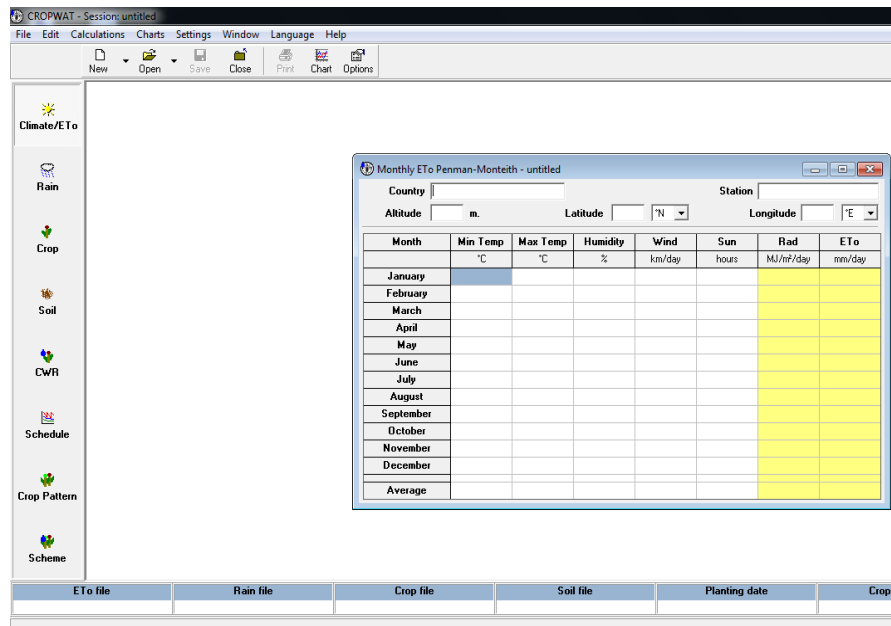 CROPWAT - Session: untitled
File Edit Calculations Charts Settings Window Language Help
New Open Save Close Print Chart Options
Climate/ETo
Rain
Crop
Soil
CWR
Schedule
Crop Pattern
Scheme
Monthly ETo Penman-Monteith - untitled
Country Station
Altitude m. Latitude °N Longitude °E
Month Min Temp Max Temp Humidity Wind Sun Rad ETo
°C °C % km/day hours MJ/m²/day mm/day
January
February
March
April
May
June
July
August
September
October
November
December
Average
ETo file Rain file Crop file Soil file Planting date Crop